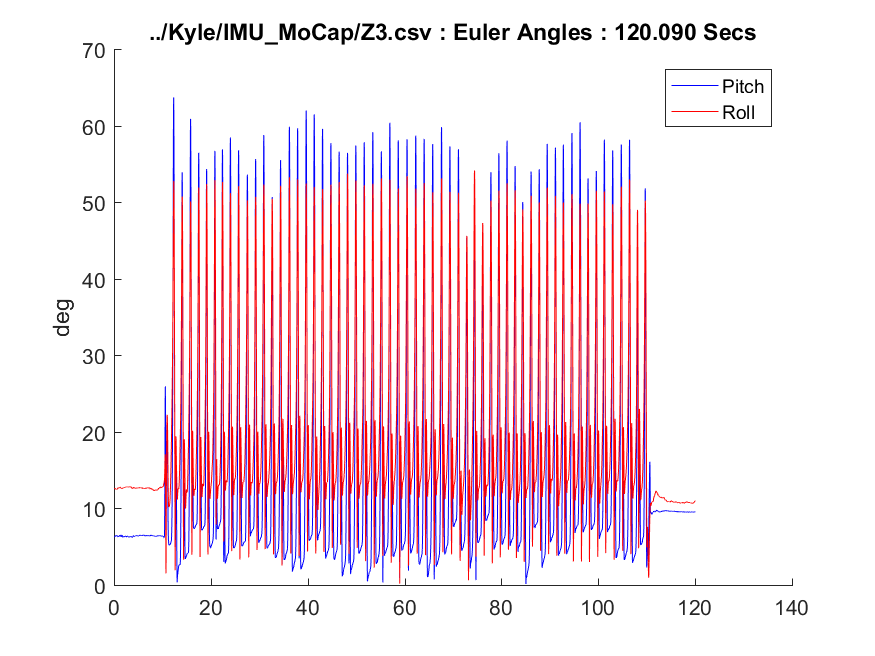 ../Kyle/IMU_MoCap/Z3.csv : Euler Angles : 120.090 Secs
70
Pitch
Roll
60
50
40
deg
30
20
10
0
0 20 40 60 80 100 120 140